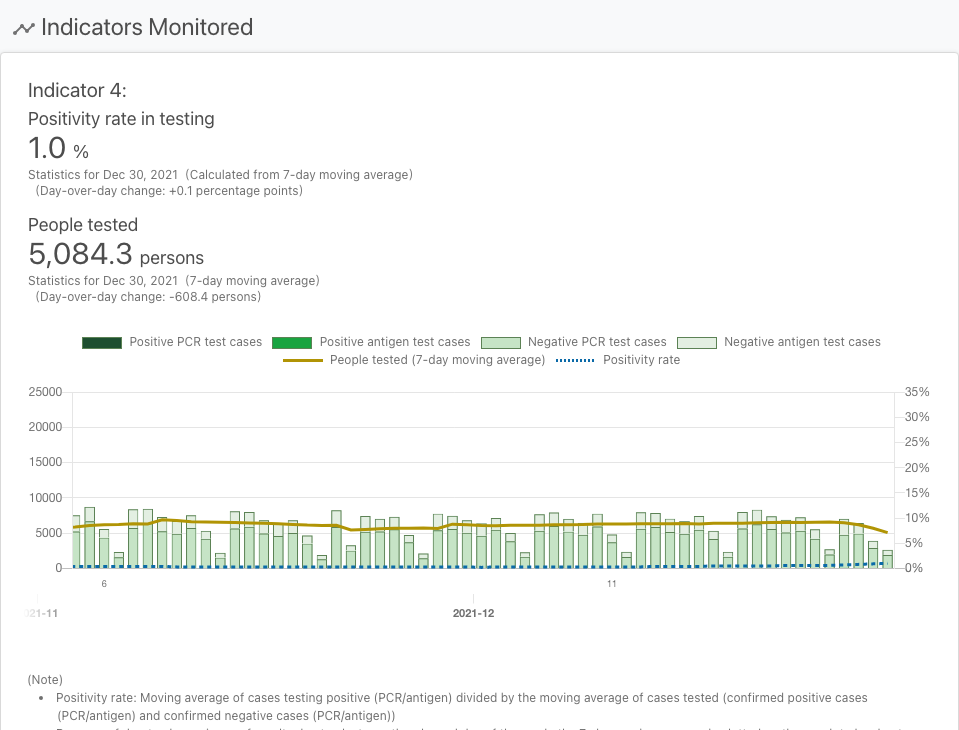 Indicators Monitored
Indicator 4:
Positivity rate in testing
1.0 %
Statistics for Dec 30, 2021 (Calculated from 7-day moving average)
(Day-over-day change: +0.1 percentage points)
People tested
5,084.3 persons
Statistics for Dec 30, 2021 (7-day moving average)
(Day-over-day change: -608.4 persons)
Positive PCR test cases Positive antigen test cases Negative PCR test cases Negative antigen test cases
People tested (7-day moving average) Positivity rate
25000 35%
30%
20000
25%
15000 20%
10000 15%
10%
5000 5%
0 0%
6 11
21-11 2021-12
(Note)
• Positivity rate: Moving average of cases testing positive (PCR/antigen) divided by the moving average of cases tested (confirmed positive cases
(PCR/antigen) and confirmed negative cases (PCR/antigen))